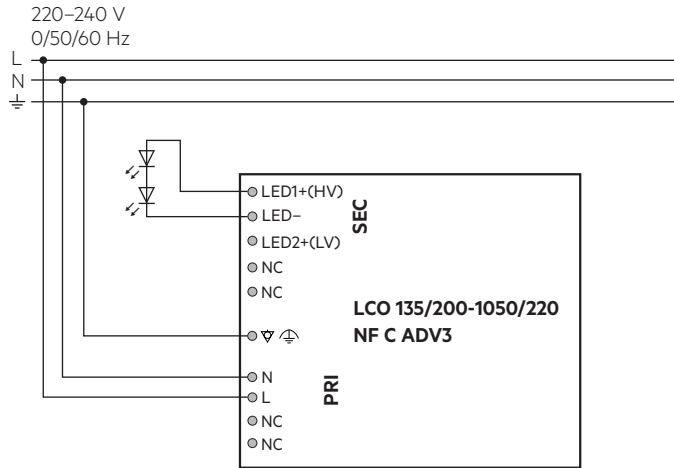 220–240 V
0/50/60 Hz
L
N
LED1+(HV)
LED–
LED2+(LV)
NC
NC
SEC
LCO 135/200-1050/220
NF C ADV3
N
L
NC
NC
PRI